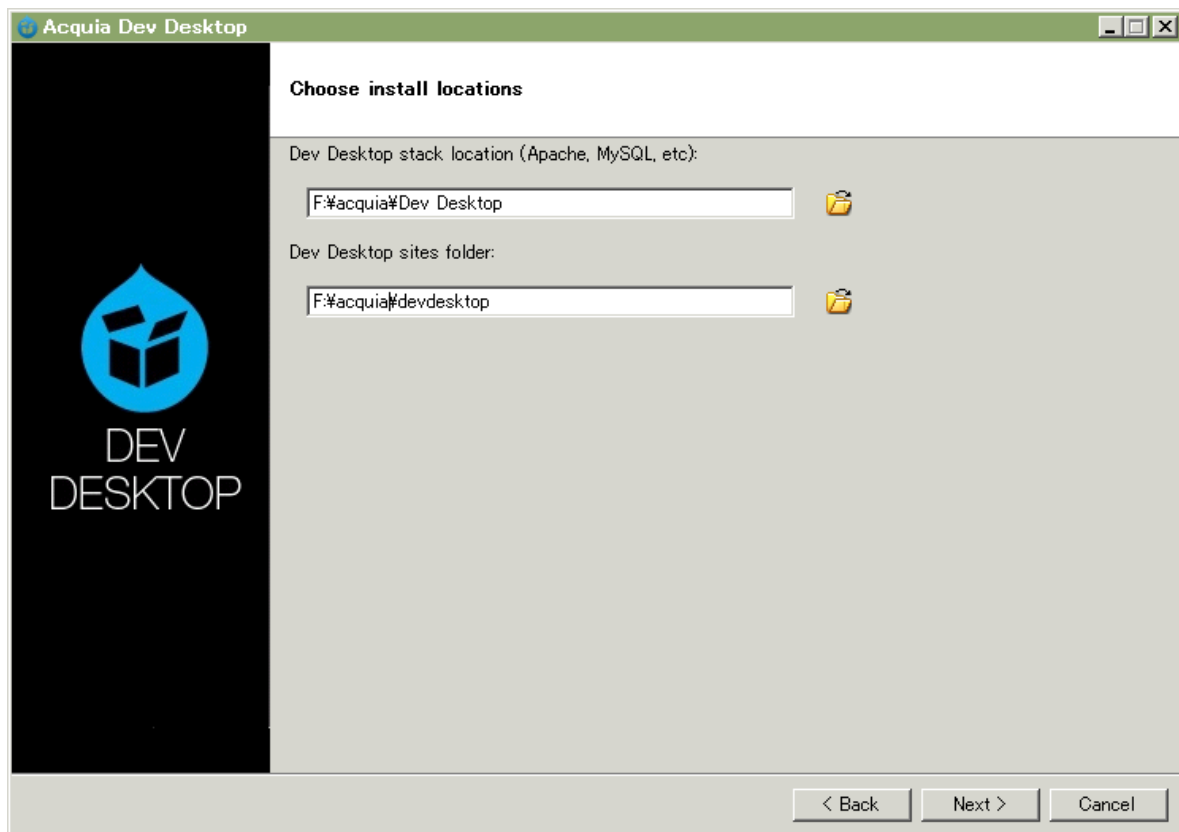 Acquia Dev Desktop
Choose install locations
Dev Desktop stack location (Apache, MySQL, etc):
F:¥acquia¥Dev Desktop
Dev Desktop sites folder:
F:¥acquia¥devdesktop
DEV
DESKTOP
< Back
Next >
Cancel